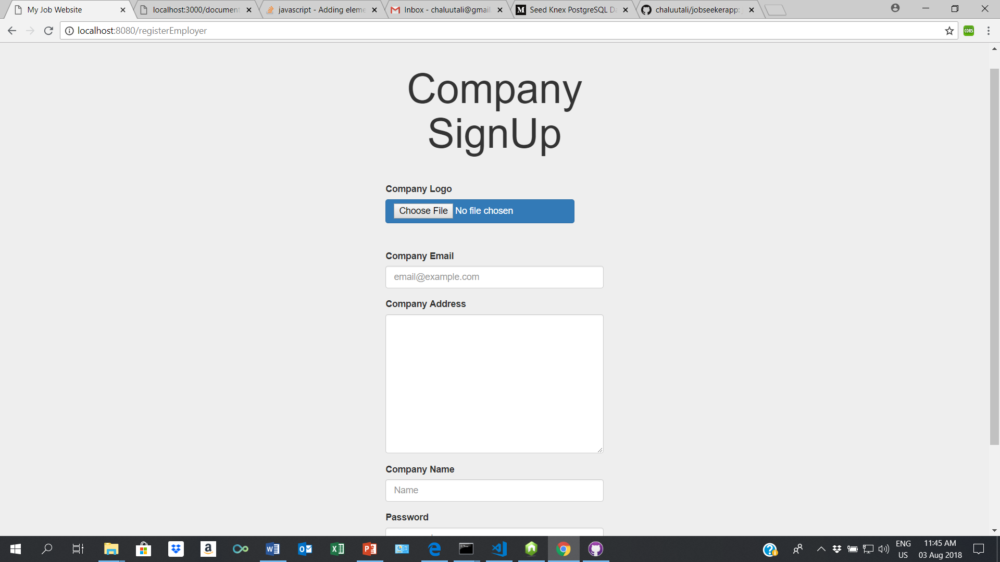 My Job Website
localhost:3000/document
javascript - Adding eleme
Inbox - chaluutali@gmail
M Seed Knex PostgreSQL Da
chaluutali/jobseekerapp:
localhost:8080/registerEmployer
CORS
Company
SignUp
Company Logo
Choose File No file chosen
Company Email
email@example.com
Company Address
Company Name
Name
Password
ENG
US
11:45 AM
03 Aug 2018